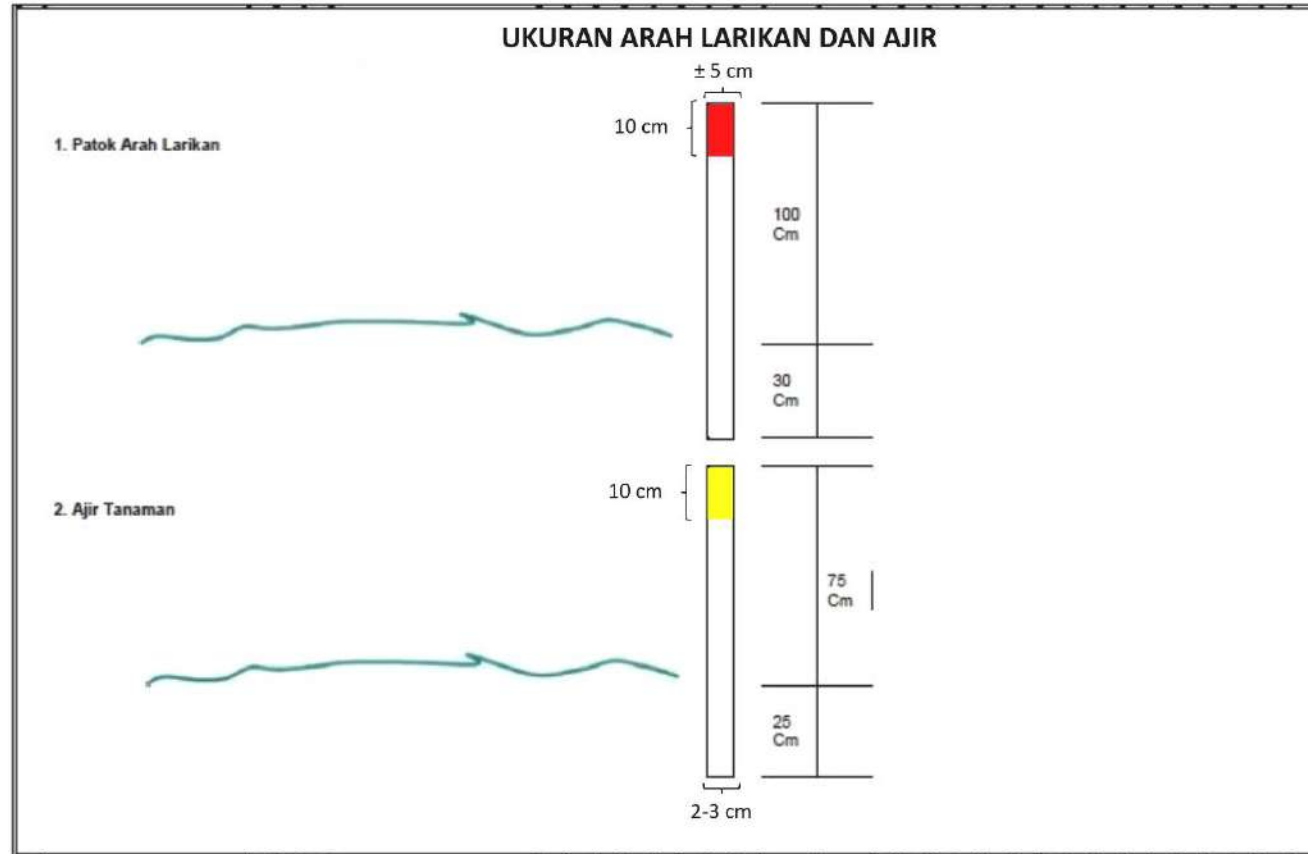 UKURAN ARAH LARIKAN DAN AJIR
± 5 cm
10 cm
1. Patok Arah Larikan
100
Cm
30
Cm
10 cm
2. Ajir Tanaman
75
Cm
25
Cm
2-3 cm